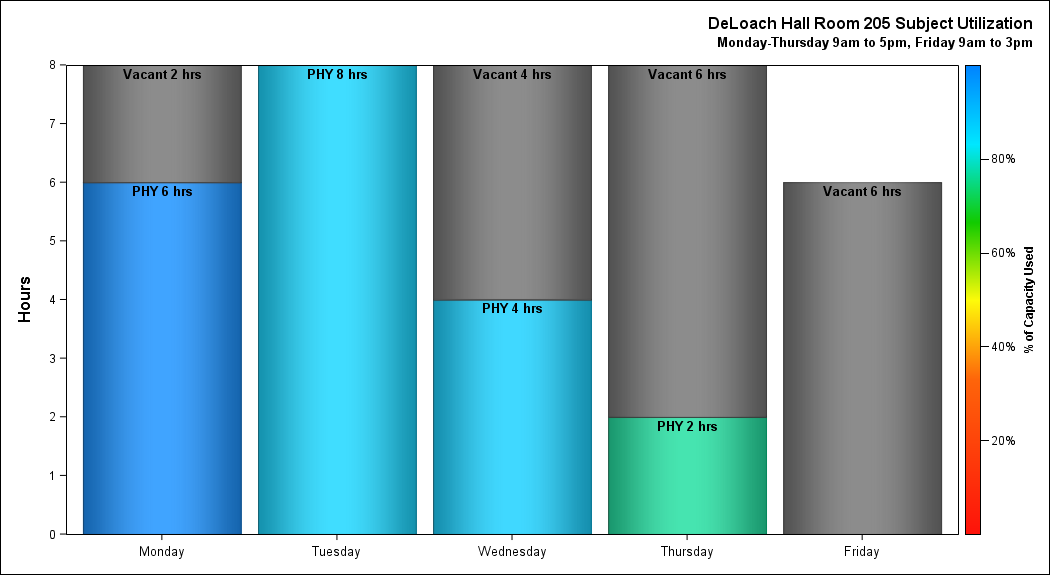 DeLoach Hall Room 205 Subject Utilization
Monday-Thursday 9am to 5pm, Friday 9am to 3pm
Hours
8
7
6
5
4
3
2
1
0
Vacant 2 hrs
PHY 6 hrs
PHY 8 hrs
Vacant 4 hrs
PHY 4 hrs
Vacant 6 hrs
PHY 2 hrs
Vacant 6 hrs
Monday
Tuesday
Wednesday
Thursday
Friday
80%
60%
40%
20%
% of Capacity Used